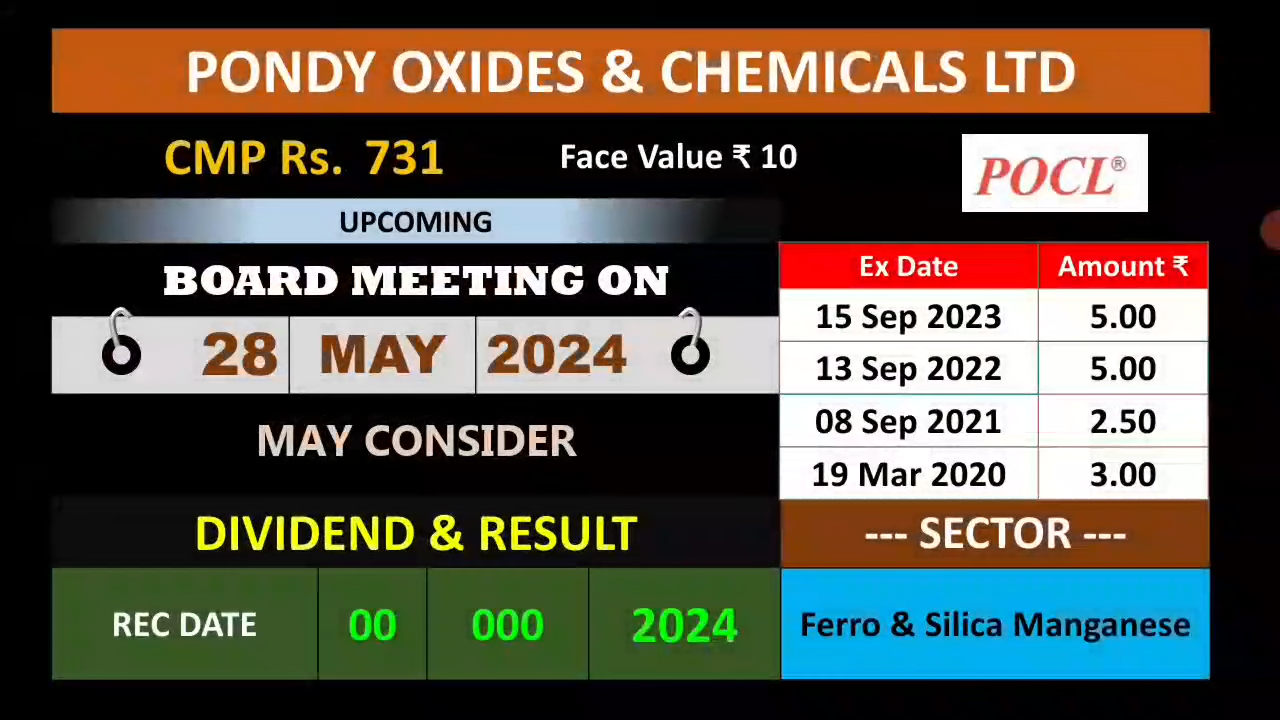 PONDY OXIDES & CHEMICALS LTD
CMP Rs. 731
Face Value ₹ 10
POCL®
UPCOMING
BOARD MEETING ON
28 MAY 2024
MAY CONSIDER
DIVIDEND & RESULT
REC DATE 00 000 2024
Ex Date Amount ₹
15 Sep 2023 5.00
13 Sep 2022 5.00
08 Sep 2021 2.50
19 Mar 2020 3.00
--- SECTOR ---
Ferro & Silica Manganese